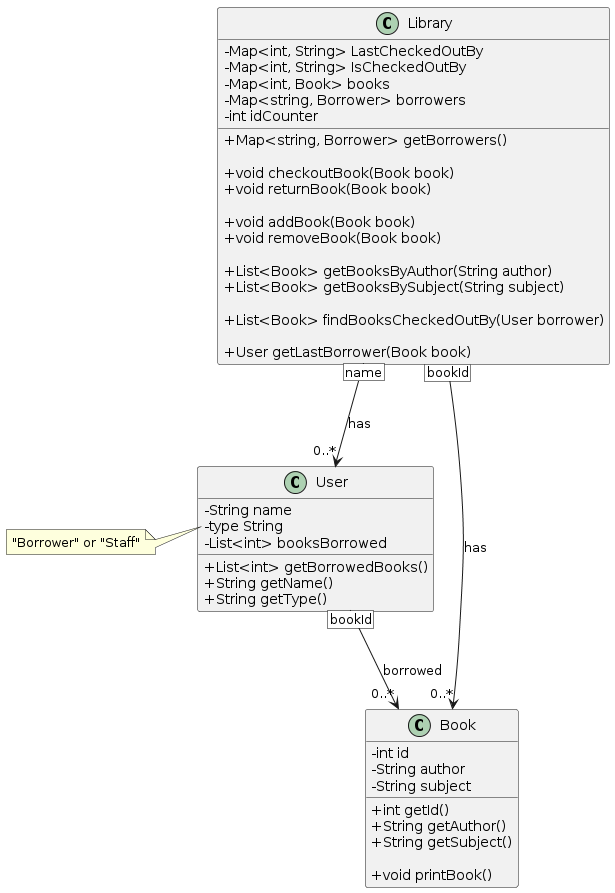 C Library
-Map<int, String> LastCheckedOutBy
-Map<int, String> IsCheckedOutBy
-Map<int, Book> books
-Map<string, Borrower> borrowers
-int idCounter
+Map<string, Borrower> getBorrowers()
+void checkoutBook(Book book)
+void returnBook(Book book)
+void addBook(Book book)
+void removeBook(Book book)
+List<Book> getBooksByAuthor(String author)
+List<Book> getBooksBySubject(String subject)
+List<Book> findBooksCheckedOutBy(User borrower)
+User getLastBorrower(Book book)
name
bookId
has
0..*
C User
-String name
-type String
-List<int> booksBorrowed
+List<int> getBorrowedBooks()
+String getName()
+String getType()
"Borrower" or "Staff"
has
bookId
borrowed
0..*
0..*
C Book
-int id
-String author
-String subject
+int getId()
+String getAuthor()
+String getSubject()
+void printBook()